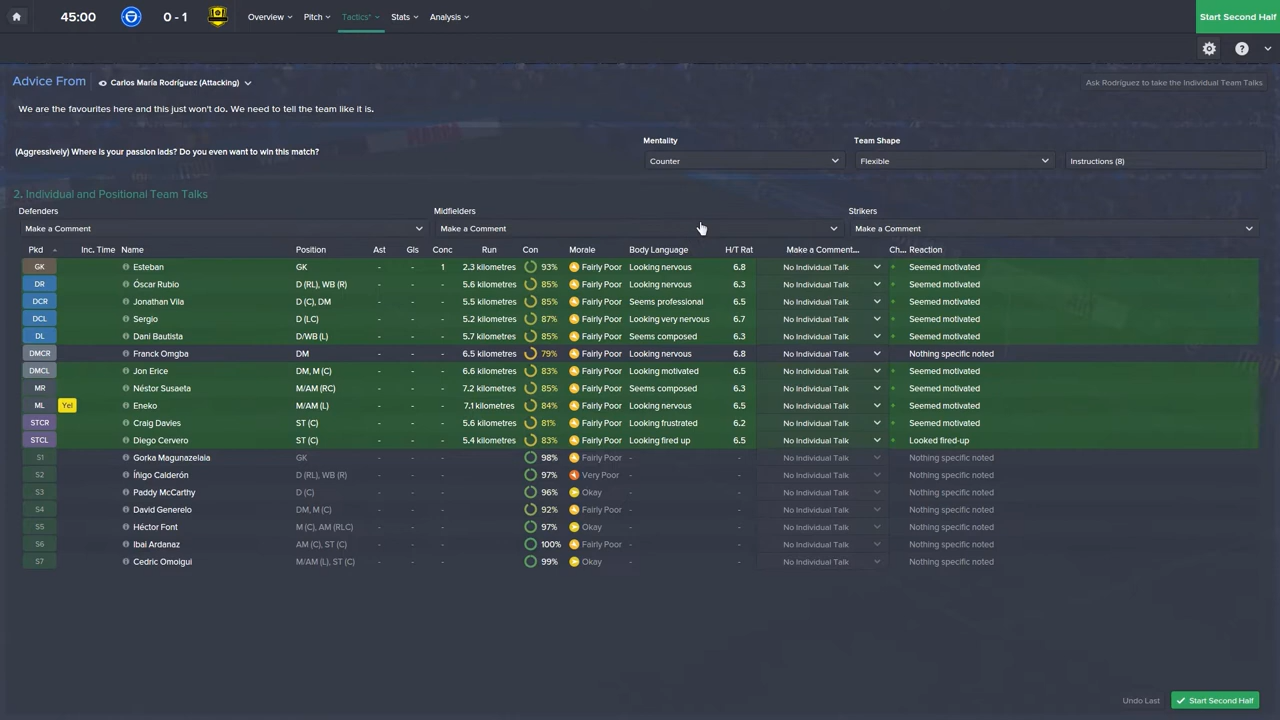 45:00 0 - 1 Overview Pitch Tactics* Stats Analysis Start Second Half
Advice From Carlos María Rodríguez (Attacking) Ask Rodríguez to take the Individual Team Talks
We are the favourites here and this just won't do. We need to tell the team like it is.
Mentality Team Shape
(Aggressively) Where is your passion lads? Do you even want to win this match? Counter Flexible Instructions (8)
2. Individual and Positional Team Talks
Defenders Midfielders Strikers
Make a Comment Make a Comment Make a Comment
Pkd Inc. Time Name Position Ast Gls Conc Run Con Morale Body Language H/T Rat Make a Comment... Ch... Reaction
GK Esteban GK - - 1 2.3 kilometres 93% Fairly Poor Looking nervous 6.8 No Individual Talk Seemed motivated
DR Óscar Rubio D (RL), WB (R) - - - 5.6 kilometres 85% Fairly Poor Looking nervous 6.3 No Individual Talk Seemed motivated
DCR Jonathan Vila D (C), DM - - - 5.5 kilometres 85% Fairly Poor Seems professional 6.5 No Individual Talk Seemed motivated
DCL Sergio D (LC) - - - 5.2 kilometres 87% Fairly Poor Looking very nervous 6.7 No Individual Talk Seemed motivated
DL Dani Bautista D/WB (L) - - - 5.7 kilometres 85% Fairly Poor Seems composed 6.3 No Individual Talk Seemed motivated
DMCR Franck Omgba DM - - - 6.5 kilometres 79% Fairly Poor Looking nervous 6.8 No Individual Talk Nothing specific noted
DMCL Jon Erice DM, M (C) - - - 6.6 kilometres 83% Fairly Poor Looking motivated 6.5 No Individual Talk Seemed motivated
MR Néstor Susaeta M/AM (RC) - - - 7.2 kilometres 85% Fairly Poor Seems composed 6.3 No Individual Talk Seemed motivated
ML Yel Eneko M/AM (L) - - - 7.1 kilometres 84% Fairly Poor Looking nervous 6.5 No Individual Talk Seemed motivated
STCR Craig Davies ST (C) - - - 5.6 kilometres 81% Fairly Poor Looking frustrated 6.2 No Individual Talk Seemed motivated
STCL Diego Cervero ST (C) - - - 5.4 kilometres 83% Fairly Poor Looking fired up 6.5 No Individual Talk Looked fired-up
S1 Gorka Magunazelaia GK 98% Fairly Poor - - No Individual Talk Nothing specific noted
S2 Íñigo Calderón D (RL), WB (R) 97% Very Poor - - No Individual Talk Nothing specific noted
S3 Paddy McCarthy D (C) 96% Okay - - No Individual Talk Nothing specific noted
S4 David Generelo DM, M (C) 92% Fairly Poor - - No Individual Talk Nothing specific noted
S5 Héctor Font M (C), AM (RLC) 97% Okay - - No Individual Talk Nothing specific noted
S6 Ibai Ardanaz AM (C), ST (C) 100% Fairly Poor - - No Individual Talk Nothing specific noted
S7 Cedric Omoigui M/AM (L), ST (C) 99% Okay - - No Individual Talk Nothing specific noted
Undo Last Start Second Half